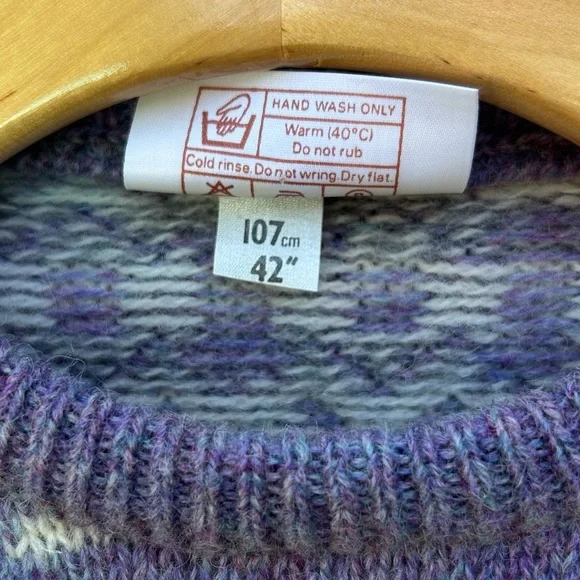 HAND WASH ONLY
Warm (40°C)
Do not rub
Cold rinse. Do not wring. Dry flat.
107cm
42"